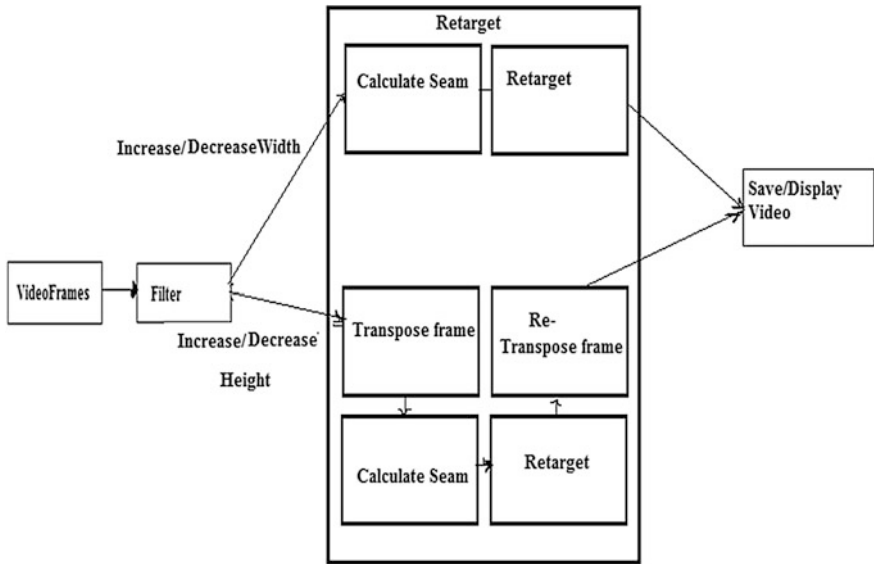 Retarget
Calculate Seam
Retarget
Increase/DecreaseWidth
Save/Display
Video
VideoFrames
Filter
Increase/Decrease
Height
Transpose frame
Re-
Transpose frame
Calculate Seam
Retarget